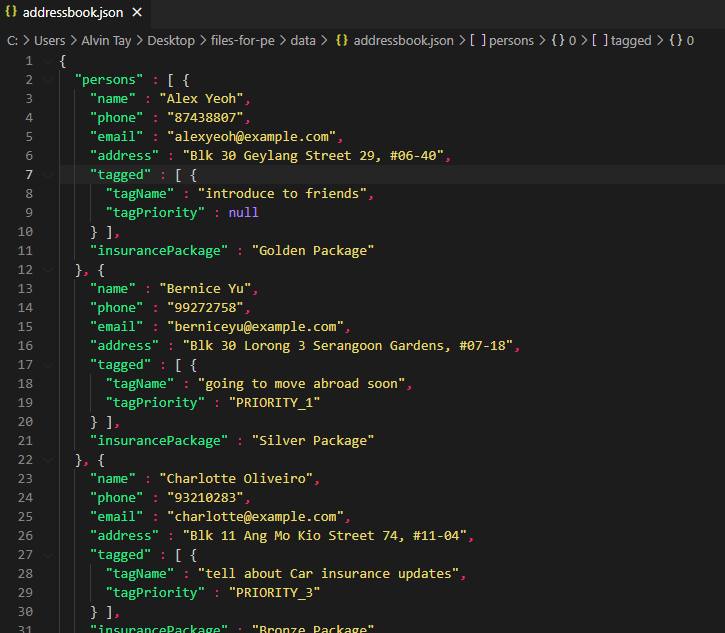 {} addressbook.json ×
C: > Users > Alvin Tay > Desktop > files-for-pe > data > {} addressbook.json > [ ] persons > {} 0 > [ ] tagged > {} 0
1 {
2 "persons" : [ {
3 "name" : "Alex Yeoh",
4 "phone" : "87438807",
5 "email" : "alexyeoh@example.com",
6 "address" : "Blk 30 Geylang Street 29, #06-40",
7 "tagged" : [ {
8 "tagName" : "introduce to friends",
9 "tagPriority" : null
10 } ],
11 "insurancePackage" : "Golden Package"
12 }, {
13 "name" : "Bernice Yu",
14 "phone" : "99272758",
15 "email" : "berniceyu@example.com",
16 "address" : "Blk 30 Lorong 3 Serangoon Gardens, #07-18",
17 "tagged" : [ {
18 "tagName" : "going to move abroad soon",
19 "tagPriority" : "PRIORITY_1"
20 } ],
21 "insurancePackage" : "Silver Package"
22 }, {
23 "name" : "Charlotte Oliveiro",
24 "phone" : "93210283",
25 "email" : "charlotte@example.com",
26 "address" : "Blk 11 Ang Mo Kio Street 74, #11-04",
27 "tagged" : [ {
28 "tagName" : "tell about Car insurance updates",
29 "tagPriority" : "PRIORITY_3"
30 } ],
31 "insurancePackage" : "Bronze Package"